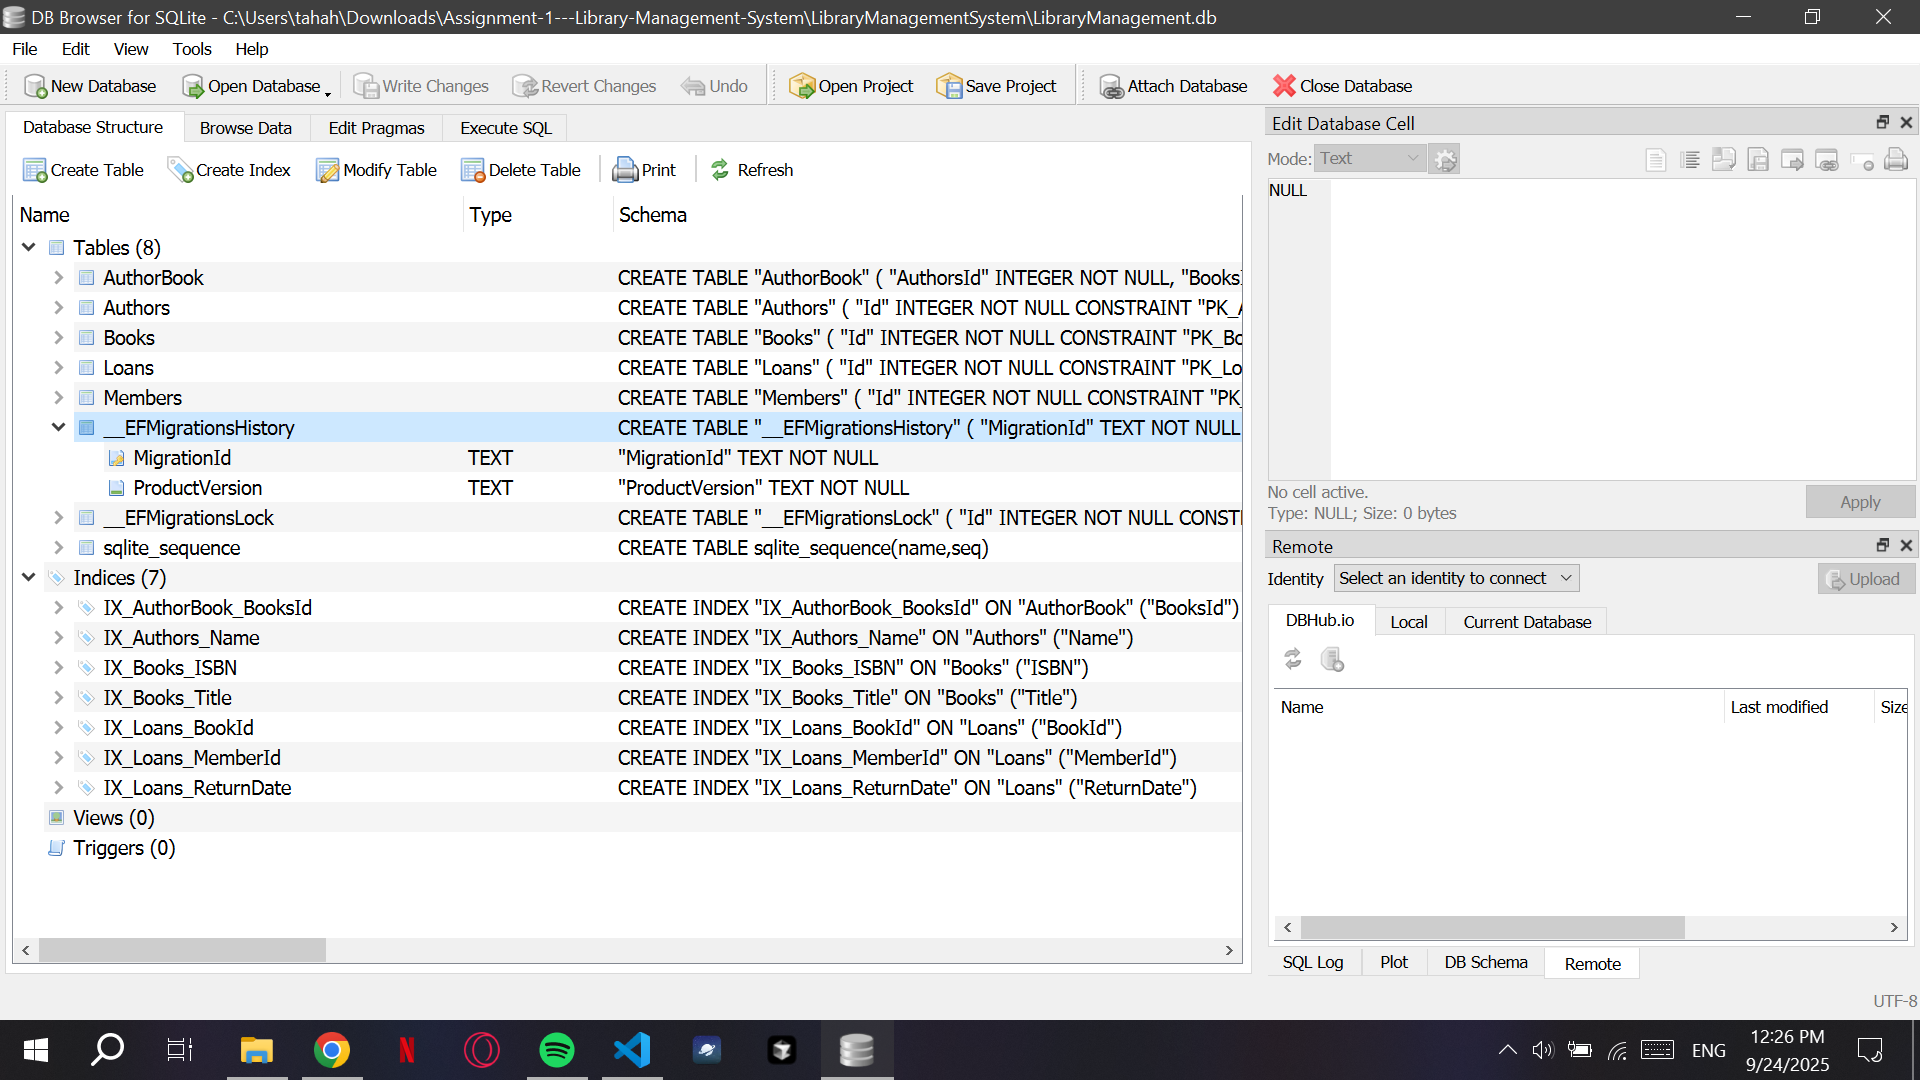 DB Browser for SQLite - C:\Users\tahah\Downloads\Assignment-1---Library-Management-System\LibraryManagementSystem\LibraryManagement.db
File Edit View Tools Help
New Database Open Database Write Changes Revert Changes Undo Open Project Save Project Attach Database Close Database
Database Structure Browse Data Edit Pragmas Execute SQL
Create Table Create Index Modify Table Delete Table Print Refresh
Name Type Schema
Tables (8)
AuthorBook CREATE TABLE "AuthorBook" ( "AuthorsId" INTEGER NOT NULL, "Books
Authors CREATE TABLE "Authors" ( "Id" INTEGER NOT NULL CONSTRAINT "PK_
Books CREATE TABLE "Books" ( "Id" INTEGER NOT NULL CONSTRAINT "PK_Bo
Loans CREATE TABLE "Loans" ( "Id" INTEGER NOT NULL CONSTRAINT "PK_Lo
Members CREATE TABLE "Members" ( "Id" INTEGER NOT NULL CONSTRAINT "PK_
__EFMigrationsHistory CREATE TABLE "__EFMigrationsHistory" ( "MigrationId" TEXT NOT NULL
MigrationId TEXT "MigrationId" TEXT NOT NULL
ProductVersion TEXT "ProductVersion" TEXT NOT NULL
__EFMigrationsLock CREATE TABLE "__EFMigrationsLock" ( "Id" INTEGER NOT NULL CONST
sqlite_sequence CREATE TABLE sqlite_sequence(name,seq)
Indices (7)
IX_AuthorBook_BooksId CREATE INDEX "IX_AuthorBook_BooksId" ON "AuthorBook" ("BooksId")
IX_Authors_Name CREATE INDEX "IX_Authors_Name" ON "Authors" ("Name")
IX_Books_ISBN CREATE INDEX "IX_Books_ISBN" ON "Books" ("ISBN")
IX_Books_Title CREATE INDEX "IX_Books_Title" ON "Books" ("Title")
IX_Loans_BookId CREATE INDEX "IX_Loans_BookId" ON "Loans" ("BookId")
IX_Loans_MemberId CREATE INDEX "IX_Loans_MemberId" ON "Loans" ("MemberId")
IX_Loans_ReturnDate CREATE INDEX "IX_Loans_ReturnDate" ON "Loans" ("ReturnDate")
Views (0)
Triggers (0)
Edit Database Cell
Mode: Text
NULL
No cell active.
Type: NULL; Size: 0 bytes
Apply
Remote
Identity Select an identity to connect Upload
DBHub.io Local Current Database
Name Last modified Size
SQL Log Plot DB Schema Remote
UTF-8
N
ENG
12:26 PM
9/24/2025